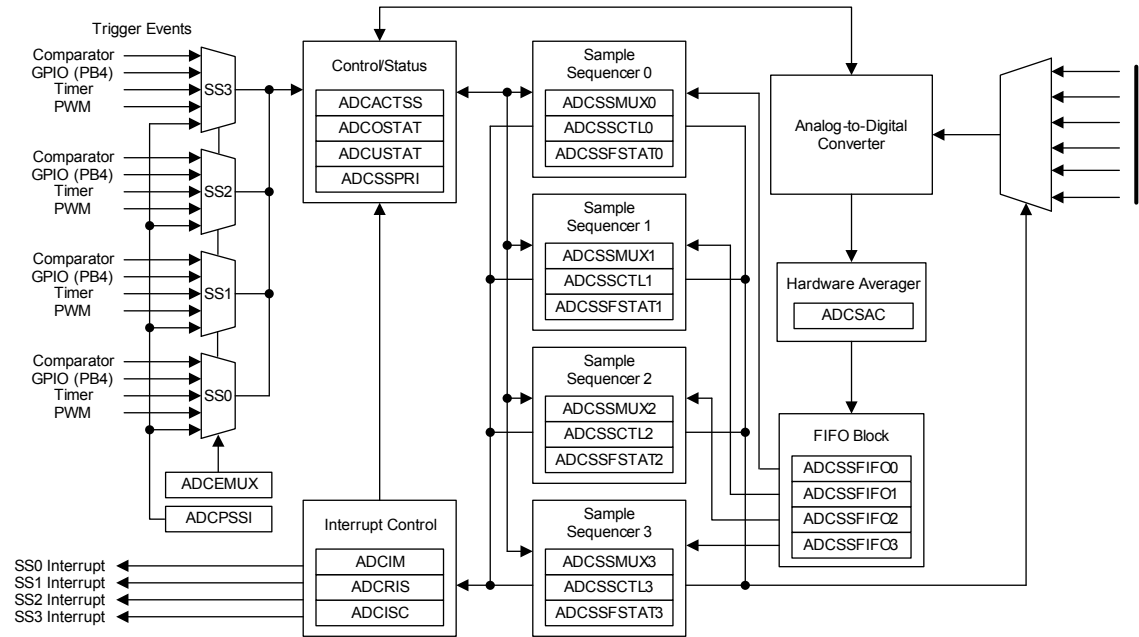 Trigger Events
Comparator
GPIO (PB4)
Timer
PWM
SS3
Comparator
GPIO (PB4)
Timer
PWM
SS2
Comparator
GPIO (PB4)
Timer
PWM
SS1
Comparator
GPIO (PB4)
Timer
PWM
SS0
ADCEMUX
ADCPSSI
SS0 Interrupt
SS1 Interrupt
SS2 Interrupt
SS3 Interrupt
Control/Status
ADCACTSS
ADCOSTAT
ADCUSTAT
ADCSSPRI
Interrupt Control
ADCIM
ADCRIS
ADCISC
Sample
Sequencer 0
ADCSSMUX0
ADCSSCTL0
ADCSSFSTAT0
Sample
Sequencer 1
ADCSSMUX1
ADCSSCTL1
ADCSSFSTAT1
Sample
Sequencer 2
ADCSSMUX2
ADCSSCTL2
ADCSSFSTAT2
Sample
Sequencer 3
ADCSSMUX3
ADCSSCTL3
ADCSSFSTAT3
Analog-to-Digital
Converter
Hardware Averager
ADCSAC
FIFO Block
ADCSSFIFO0
ADCSSFIFO1
ADCSSFIFO2
ADCSSFIFO3